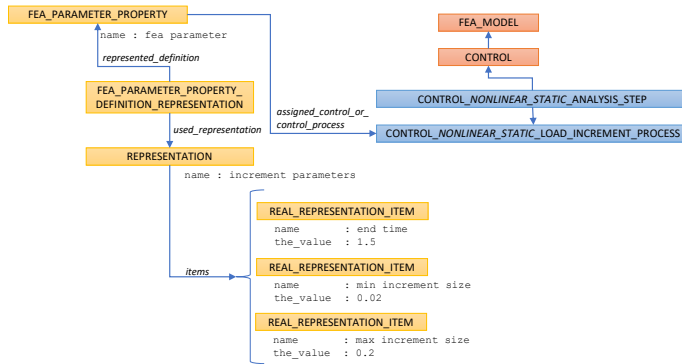 FEA_PARAMETER_PROPERTY
name : fea parameter
represented_definition
FEA_PARAMETER_PROPERTY_
DEFINITION_REPRESENTATION
used_representation
REPRESENTATION
name : increment parameters
assigned_control_or_
control_process
FEA_MODEL
CONTROL
CONTROL_NONLINEAR_STATIC_ANALYSIS_STEP
CONTROL_NONLINEAR_STATIC_LOAD_INCREMENT_PROCESS
items
REAL_REPRESENTATION_ITEM
name : end time
the_value : 1.5
REAL_REPRESENTATION_ITEM
name : min increment size
the_value : 0.02
REAL_REPRESENTATION_ITEM
name : max increment size
the_value : 0.2